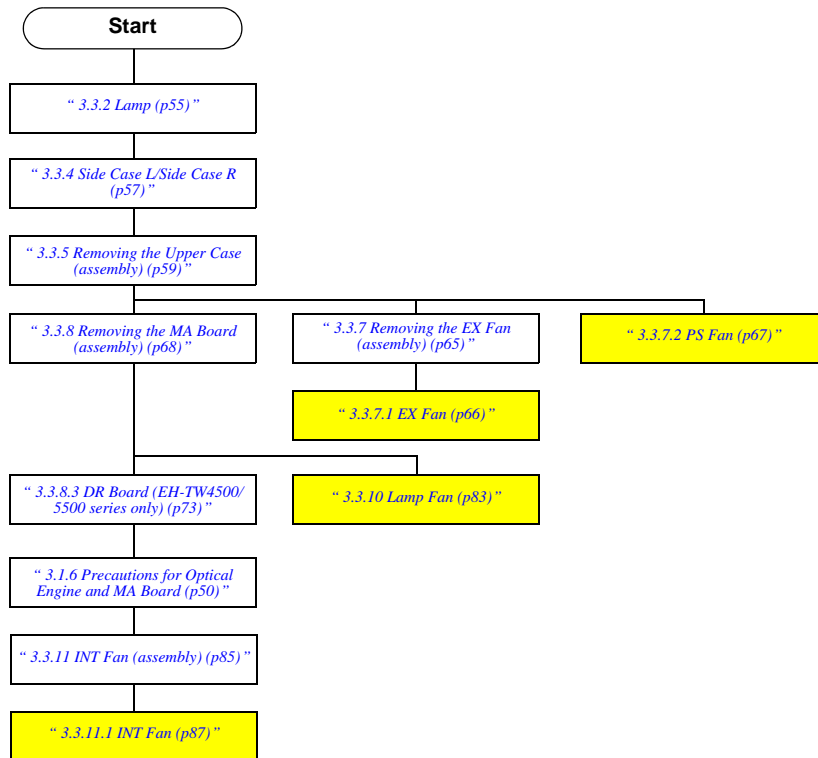 Start
“ 3.3.2 Lamp (p55)”
“ 3.3.4 Side Case L/Side Case R
(p57)”
“ 3.3.5 Removing the Upper Case
(assembly) (p59)”
“ 3.3.8 Removing the MA Board
(assembly) (p68)”
“ 3.3.7 Removing the EX Fan
(assembly) (p65)”
“ 3.3.7.2 PS Fan (p67)”
“ 3.3.7.1 EX Fan (p66)”
“ 3.3.8.3 DR Board (EH-TW4500/
5500 series only) (p73)”
“ 3.3.10 Lamp Fan (p83)”
“ 3.1.6 Precautions for Optical
Engine and MA Board (p50)”
“ 3.3.11 INT Fan (assembly) (p85)”
“ 3.3.11.1 INT Fan (p87)”